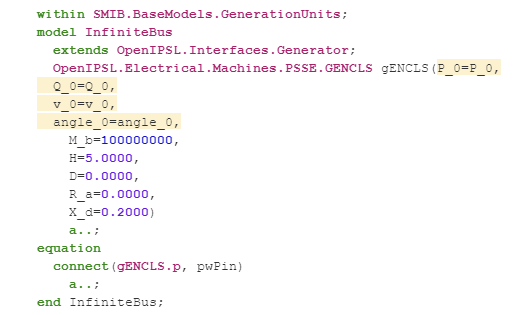 within SMIB.BaseModels.GenerationUnits;
model InfiniteBus
extends OpenIPSL.Interfaces.Generator;
OpenIPSL.Electrical.Machines.PSSE.GENCLS gENCLS(P_0=P_0,
Q_0=Q_0,
v_0=v_0,
angle_0=angle_0,
M_b=100000000,
H=5.0000,
D=0.0000,
R_a=0.0000,
X_d=0.2000)
a..;
equation
connect(gENCLS.p, pwPin)
a..;
end InfiniteBus;